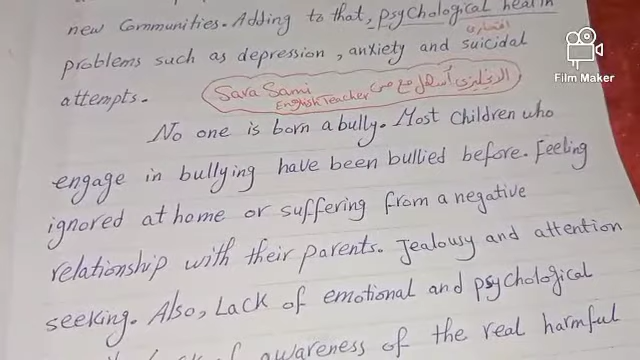 new Communities. Adding to that, psychological health
انتحارى
problems such as depression, anxiety and suicidal
attempts.
Sara Sami الانجليزى أسهل مع مس
English Teacher
No one is born a bully. Most children who
engage in bullying have been bullied before. Feeling
ignored at home or suffering from a negative
relationship with their parents. Jealousy and attention
seeking. Also, Lack of emotional and psychological
of awareness of the real harmful
Film Maker